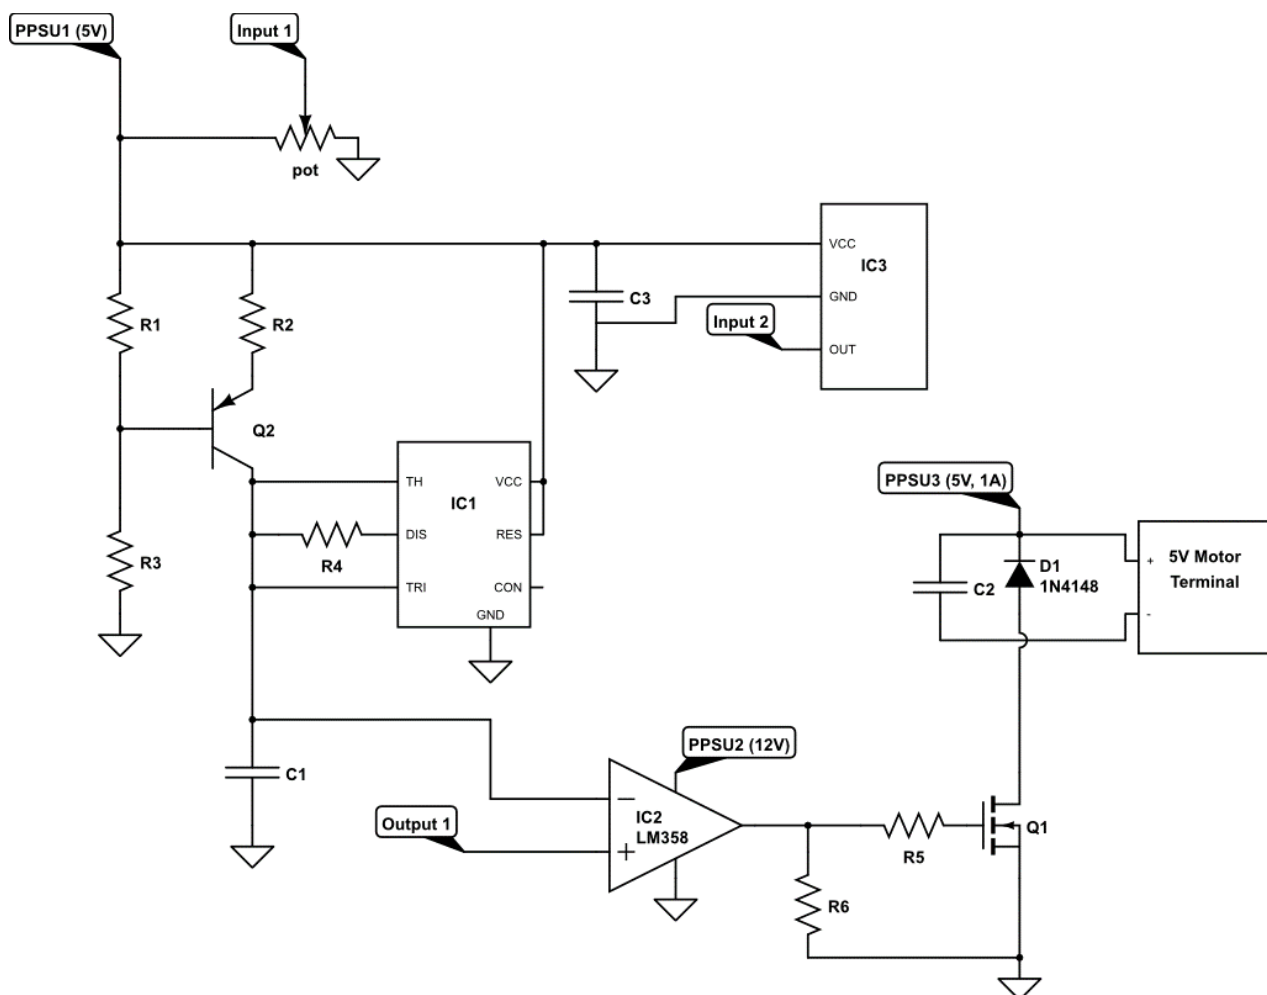 PPSU1 (5V)
Input 1
pot
VCC
IC3
GND
OUT
Input 2
C3
R1
R2
Q2
R3
TH
VCC
IC1
DIS
RES
R4
TRI
CON
GND
PPSU3 (5V, 1A)
5V Motor
Terminal
+
-
D1
1N4148
C2
C1
PPSU2 (12V)
IC2
LM358
Output 1
R5
Q1
R6